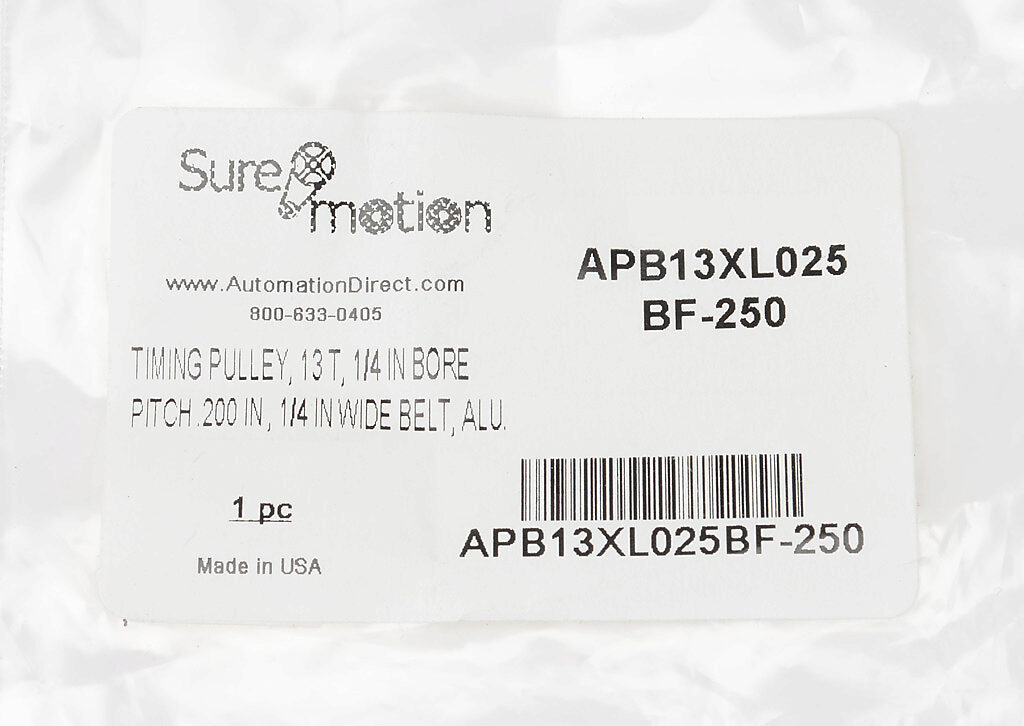 Sure
motion
www.AutomationDirect.com
800-633-0405
TIMING PULLEY, 13 T, 1/4 IN BORE
PITCH .200 IN, 1/4 IN WIDE BELT, ALU.
1 pc
Made in USA
APB13XL025
BF-250
APB13XL025BF-250